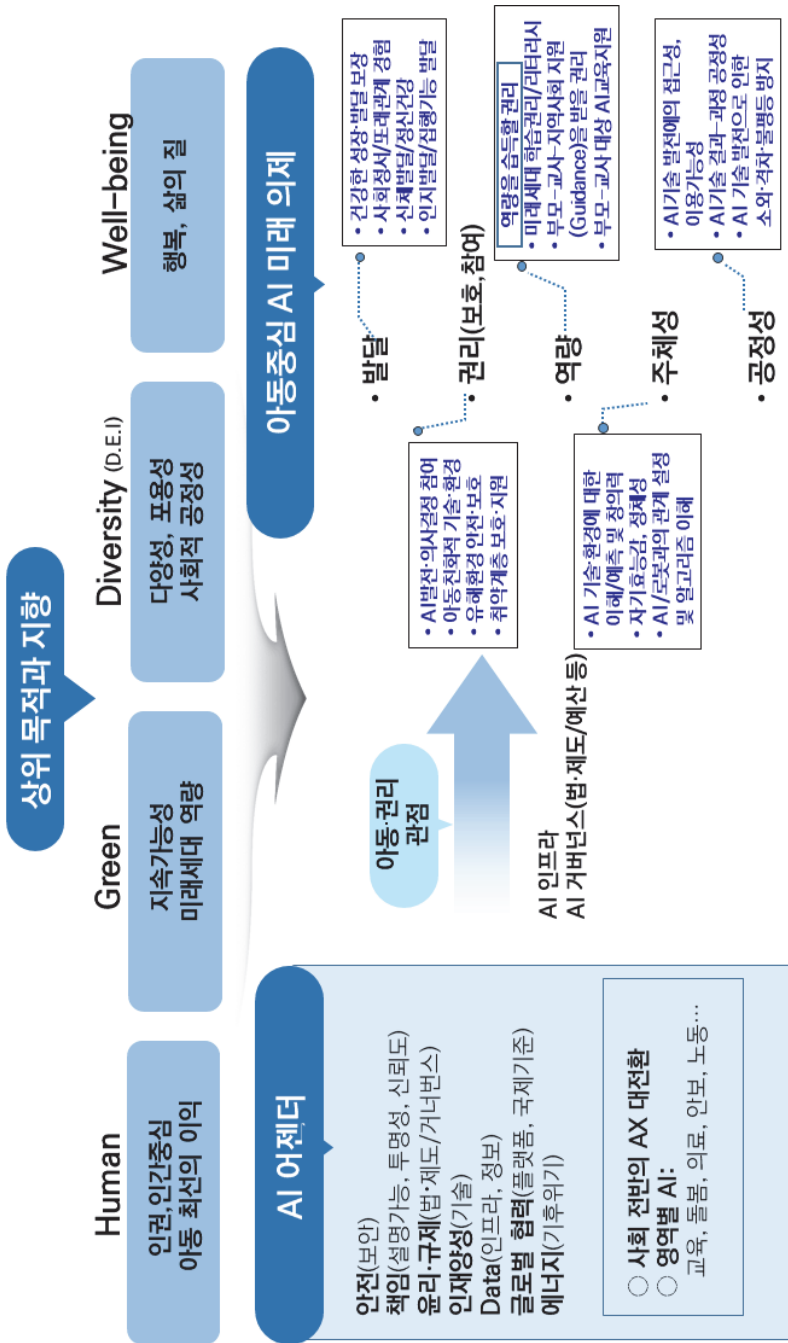 상위 목적과 지향
Human
인권,인간중심
아동 최선의 이익
Green
지속가능성
미래세대 역량
Diversity (D.E.I)
다양성, 포용성
사회적 공정성
Well-being
행복, 삶의 질
AI 어젠더
안전(보안)
책임(설명가능, 투명성, 신뢰도)
윤리·규제(법·제도/거너번스)
인재양성(기술)
Data(인프라, 정보)
글로벌 협력(플랫폼, 국제기준)
에너지(기후위기)
○ 사회 전반의 AX 대전환
○ 영역별 AI:
교육, 돌봄, 의료, 안보, 노동…
아동·권리
관점
AI 인프라
AI 거버넌스(법·제도/예산 등)
아동중심 AI 미래 의제
• 발달
• 건강한 성장·발달 보장
• 사회정서/또래관계 경험
• 신체발달/정신건강
• 인지발달/집행기능 발달
• 권리(보호,참여)
• AI발전·의사결정 참여
• 아동친화적 기술·환경
• 유해환경 안전·보호
• 취약계층 보호·지원
• 역량
역량을 습득할 권리
• 미래세대 학습권리/리터러시
• 부모-교사-지역사회 지원
(Guidance)을 받을 권리
• 부모-교사 대상 AI교육지원
• 주체성
• AI 기술·환경에 대한
이해/예측 및 창의력
• 자기효능감, 정체성
• AI/로봇과의 관계 설정
및 알고리즘 이해
• 공정성
• AI기술 발전에의 접근성,
이용가능성
• AI기술 결과-과정 공정성
• AI 기술 발전으로 인한
소외·격차·불평등 방지